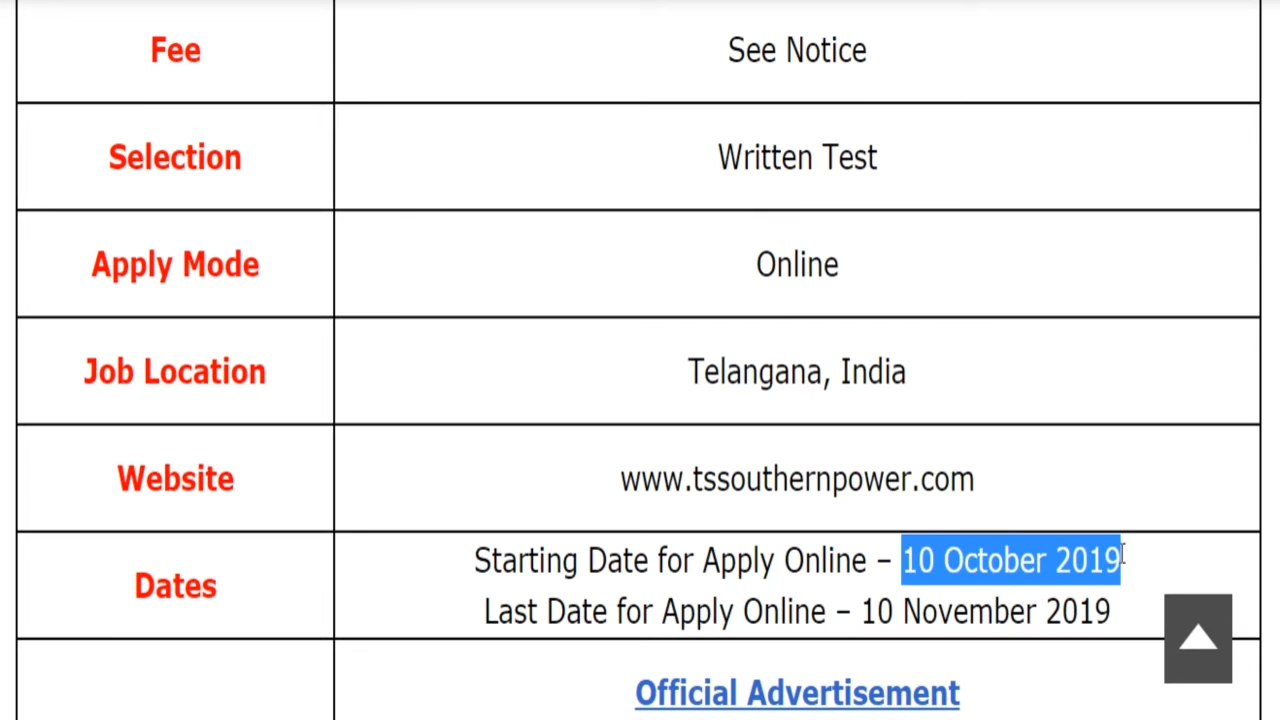 Fee
See Notice
Selection
Written Test
Apply Mode
Online
Job Location
Telangana, India
Website
www.tssouthernpower.com
Dates
Starting Date for Apply Online – 10 October 2019
Last Date for Apply Online – 10 November 2019
Official Advertisement